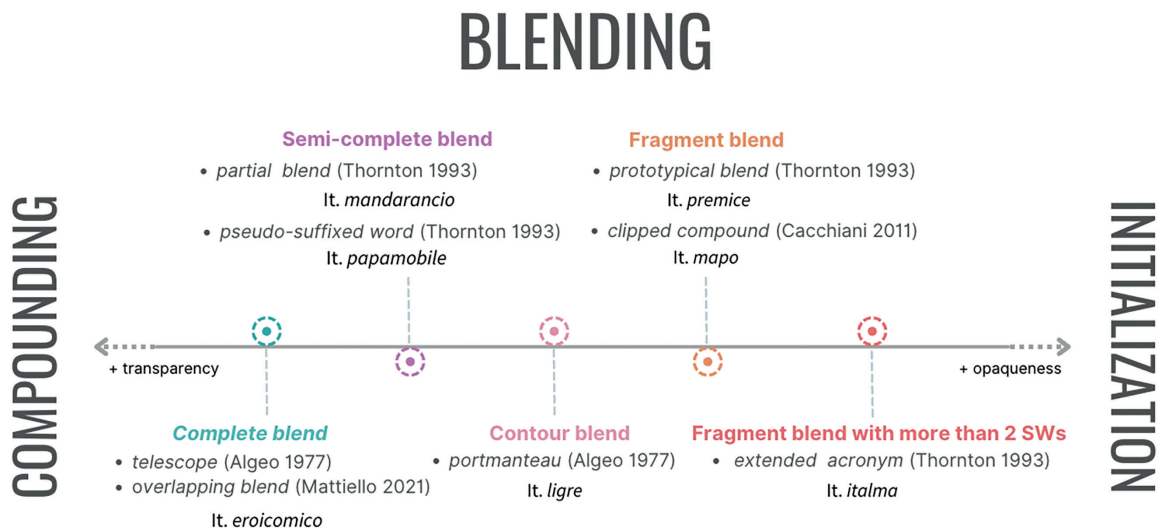 BLENDING
COMPOUNDING
INITIALIZATION
Semi-complete blend
• partial blend (Thornton 1993)
It. mandarancio
• pseudo-suffixed word (Thornton 1993)
It. papamobile
Fragment blend
• prototypical blend (Thornton 1993)
It. premice
• clipped compound (Cacchiani 2011)
It. mapo
+ transparency
+ opaqueness
Complete blend
• telescope (Algeo 1977)
• overlapping blend (Mattiello 2021)
It. eroicomico
Contour blend
• portmanteau (Algeo 1977)
It. ligre
Fragment blend with more than 2 SWs
• extended acronym (Thornton 1993)
It. italma